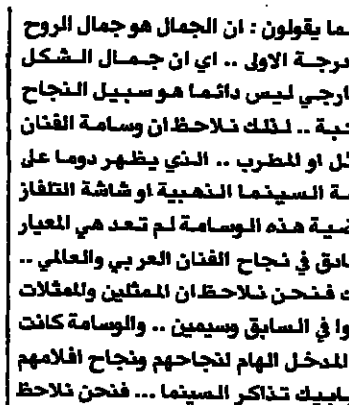 ما يقولون : ان الجمال هو جمال الروح
درجة الاولى .. اي ان جمال الشكل
ارجي ليس دائما هو سبيل النجاح
.. لذلك نلاحظ ان وسامة الفنان
او المطرب .. الذي يظهر دوما على
السينما الذهبية او شاشة التلفاز
ضية هذه الوسامة لم تعد هي المعيار
في نجاح الفنان العربي والعالمي ..
فنحن نلاحظ ان الممثلين والممثلات
وا في السابق وسيمين .. والوسامة كانت
المدخل الهام لنجاحهم ونجاح افلامهم
بابيك تذاكر السينما ... فنحن نلاحظ